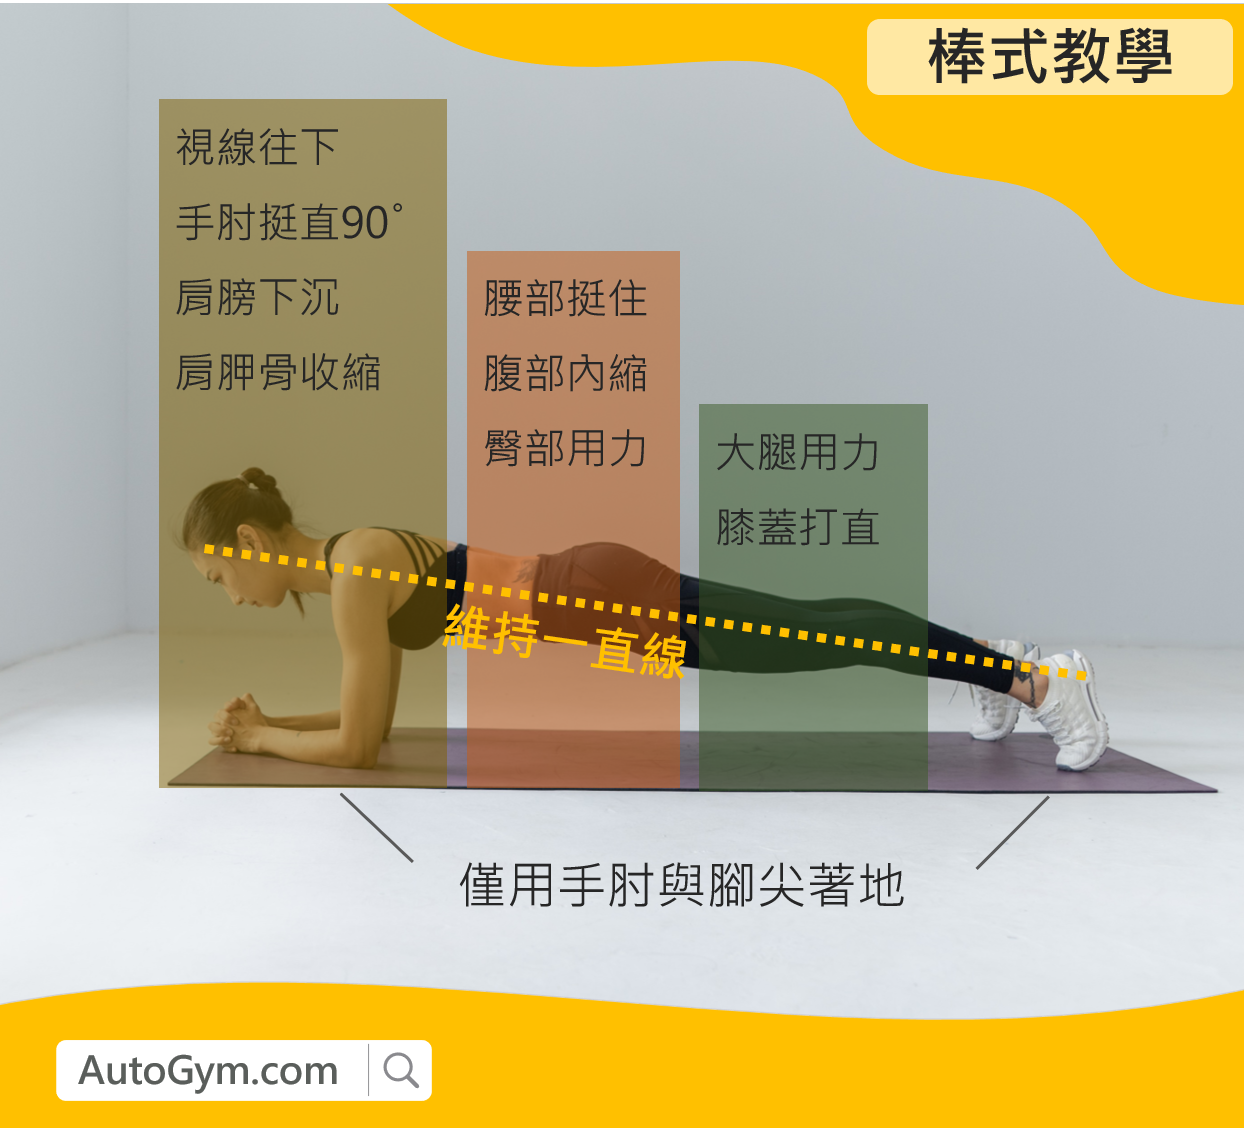 棒式教學
視線往下
手肘挺直90°
肩膀下沉
肩胛骨收縮
腰部挺住
腹部內縮
臀部用力
大腿用力
膝蓋打直
維持一直線
僅用手肘與腳尖著地
AutoGym.com